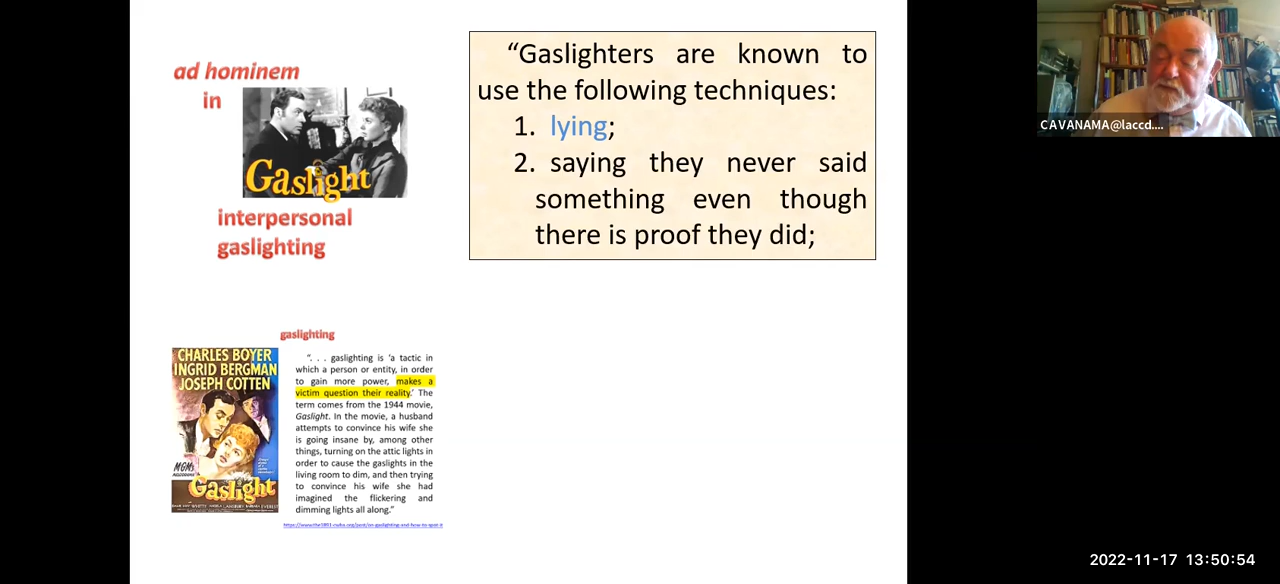 ad hominem
in
Gaslight
interpersonal
gaslighting
“Gaslighters are known to
use the following techniques:
1. lying;
2. saying they never said
something even though
there is proof they did;
CAVANAMA@laccd....
gaslighting
CHARLES BOYER
INGRID BERGMAN
JOSEPH COTTEN
MGM's
Gaslight
“. . . gaslighting is ‘a tactic in
which a person or entity, in order
to gain more power, makes a
victim question their reality.’ The
term comes from the 1944 movie,
Gaslight. In the movie, a husband
attempts to convince his wife she
is going insane by, among other
things, turning on the attic lights in
order to cause the gaslights in the
living room to dim, and then trying
to convince his wife she had
imagined the flickering and
dimming lights all along.”
2022-11-17 13:50:54